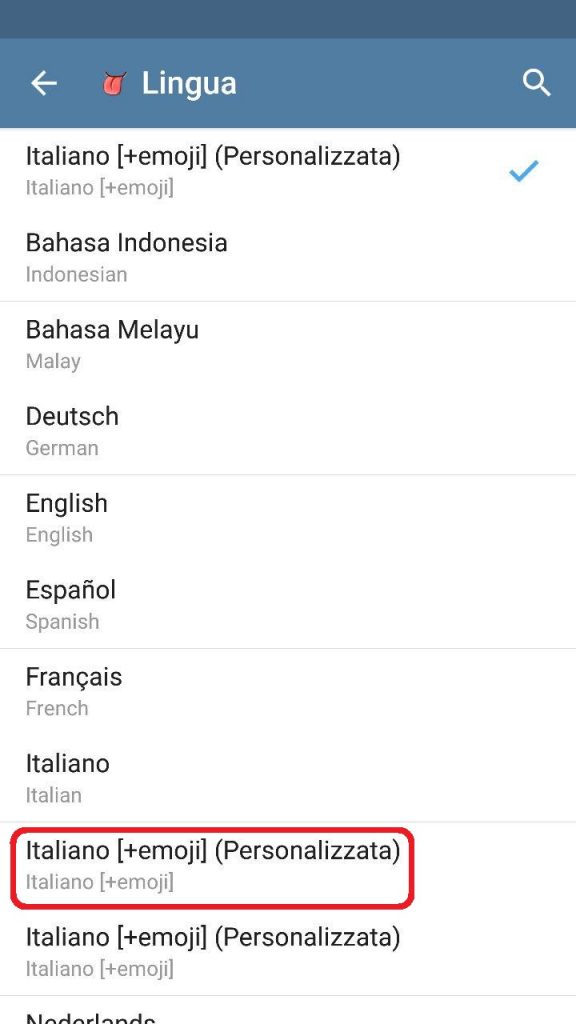 Lingua
Italiano [+emoji] (Personalizzata)
Italiano [+emoji]
Bahasa Indonesia
Indonesian
Bahasa Melayu
Malay
Deutsch
German
English
English
Español
Spanish
Français
French
Italiano
Italian
Italiano [+emoji] (Personalizzata)
Italiano [+emoji]
Italiano [+emoji] (Personalizzata)
Italiano [+emoji]
Nederlands